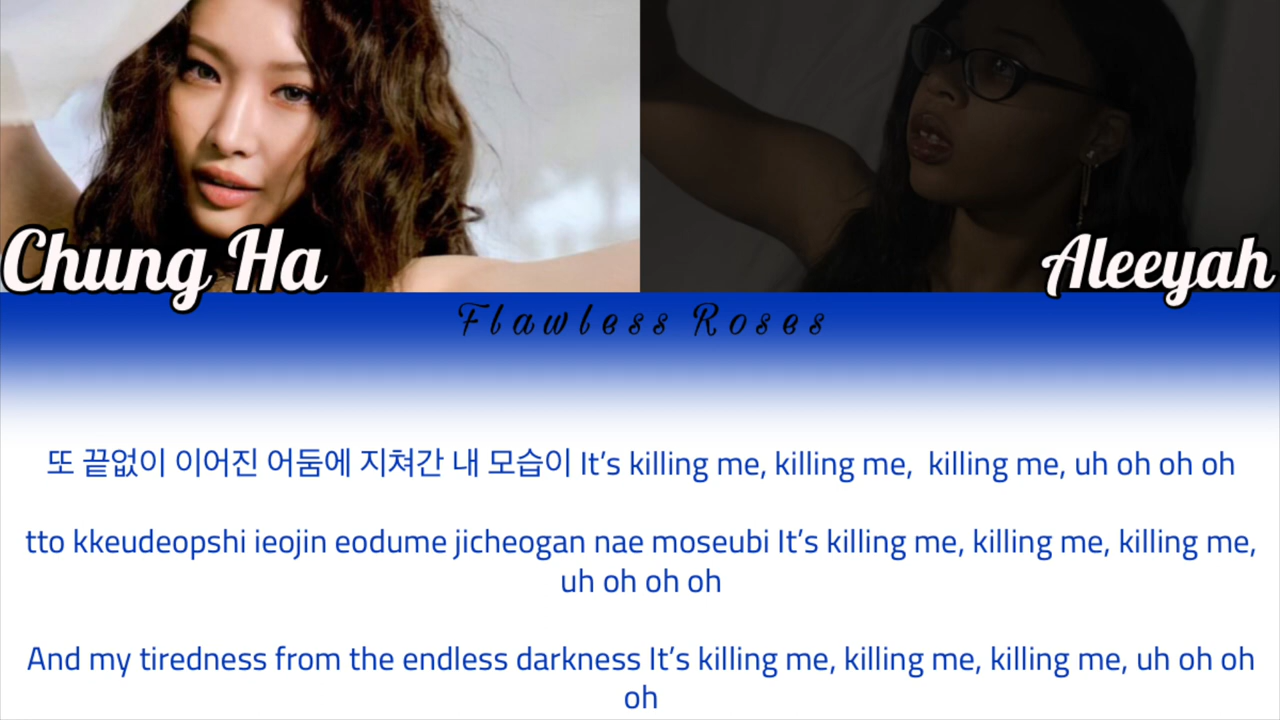 Chung Ha
Aleeyah
Flawless Roses
또 끝없이 이어진 어둠에 지쳐간 내 모습이 It's killing me, killing me, killing me, uh oh oh oh
tto kkeudeopshi ieojin eodume jicheogan nae moseubi It's killing me, killing me, killing me,
uh oh oh oh
And my tiredness from the endless darkness It's killing me, killing me, killing me, uh oh oh
oh